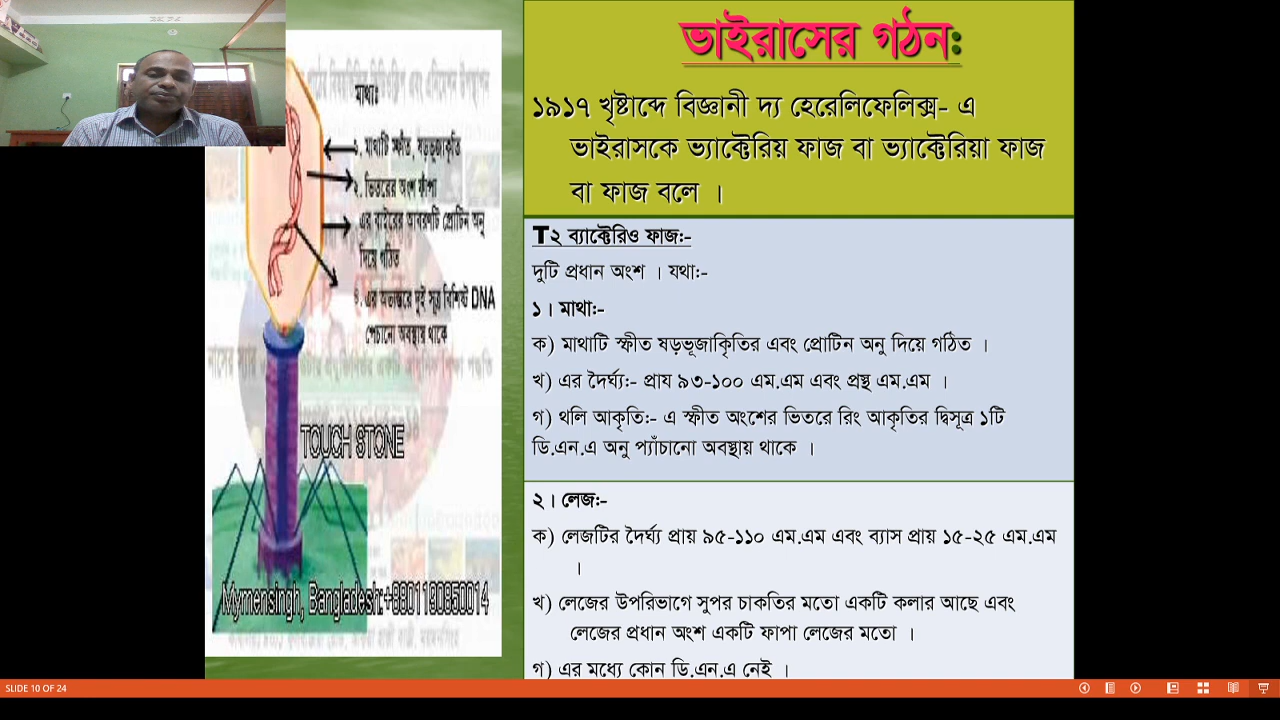 ভাইরাসের গঠন:
১৯১৭ খৃষ্টাব্দে বিজ্ঞানী দ্য হেরেলিফেলিক্স- এ
ভাইরাসকে ভ্যাক্টেরিয় ফাজ বা ভ্যাক্টেরিয়া ফাজ
বা ফাজ বলে ।
মাথাঃ
১. মাথাটি স্ফীত, ষড়ভূজাকৃতি
২. ভিতরের অংশ ফাঁপা
এর বাইরের আবরণটি প্রোটিন অনু
দিয়ে গঠিত
৩. এর অভ্যন্তরে দুই সূত্র বিশিষ্ট DNA
পেচানো অবস্থায় থাকে
TOUCH STONE
Mymensingh, Bangladesh:+8801190850014
T২ ব্যাক্টেরিও ফাজ:-
দুটি প্রধান অংশ । যথা:-
১। মাথা:-
ক) মাথাটি স্ফীত ষড়ভূজাকৃিতির এবং প্রোটিন অনু দিয়ে গঠিত ।
খ) এর দৈর্ঘ্য:- প্রায ৯৩-১০০ এম.এম এবং প্রস্থ এম.এম ।
গ) থলি আকৃতি:- এ স্ফীত অংশের ভিতরে রিং আকৃতির দ্বিসূত্র ১টি
ডি.এন.এ অনু প্যাঁচানো অবস্থায় থাকে ।
২। লেজ:-
ক) লেজটির দৈর্ঘ্য প্রায় ৯৫-১১০ এম.এম এবং ব্যাস প্রায় ১৫-২৫ এম.এম
।
খ) লেজের উপরিভাগে সুপর চাকতির মতো একটি কলার আছে এবং
লেজের প্রধান অংশ একটি ফাপা লেজের মতো ।
গ) এর মধ্যে কোন ডি.এন.এ নেই ।
SLIDE 10 OF 24